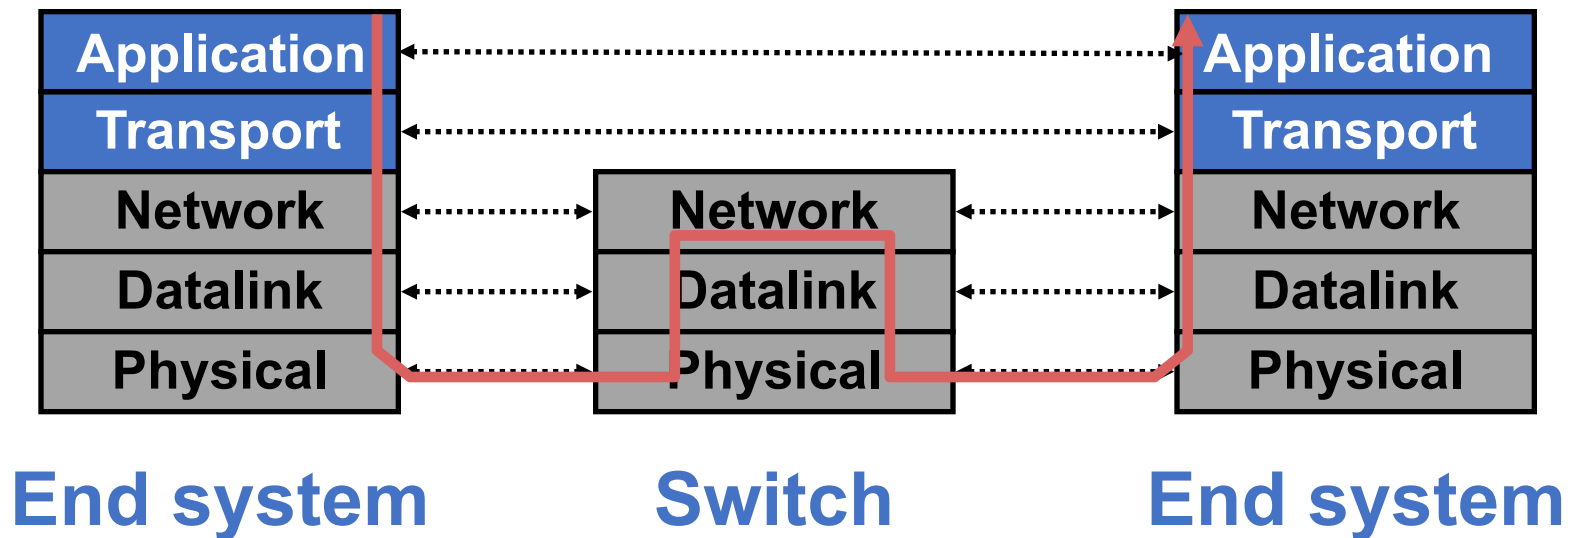 Application
Transport
Network
Datalink
Physical
End system
Network
Datalink
Physical
Switch
Application
Transport
Network
Datalink
Physical
End system